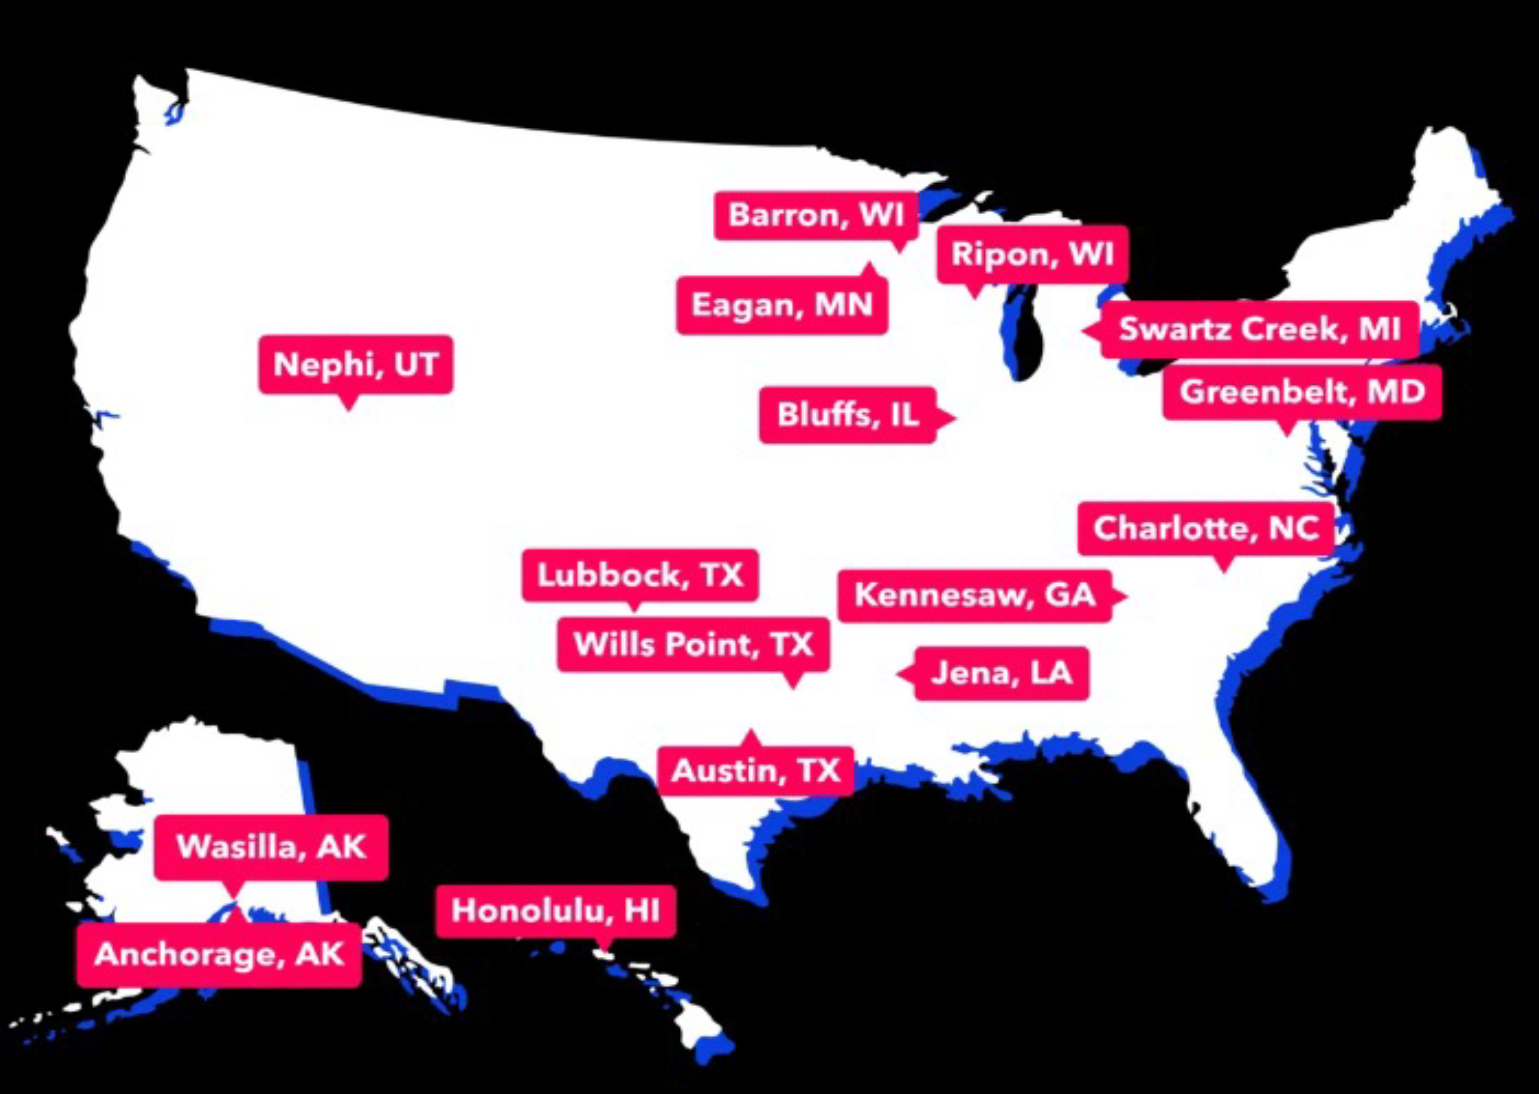 Barron, WI
Ripon, WI
Eagan, MN
Swartz Creek, MI
Nephi, UT
Greenbelt, MD
Bluffs, IL
Charlotte, NC
Lubbock, TX
Kennesaw, GA
Wills Point, TX
Jena, LA
Austin, TX
Wasilla, AK
Honolulu, HI
Anchorage, AK